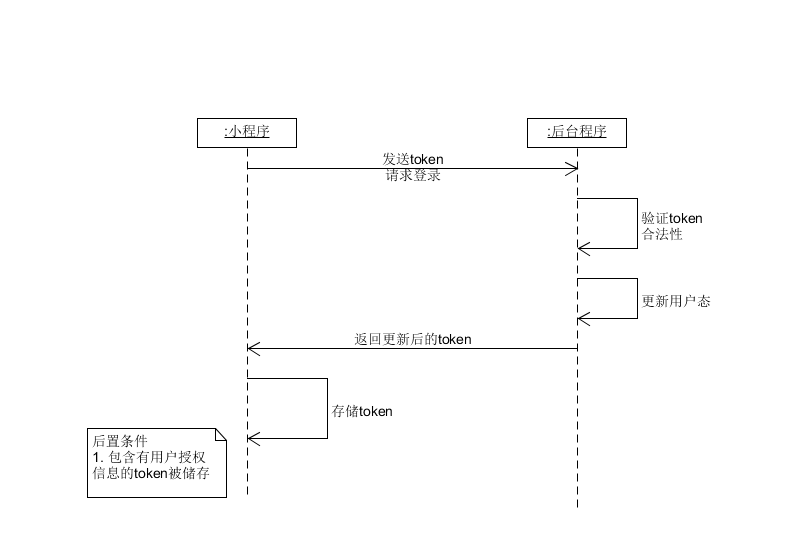 :小程序
:后台程序
发送token
请求登录
验证token
合法性
更新用户态
返回更新后的token
存储token
后置条件
1. 包含有用户授权
信息的token被储存